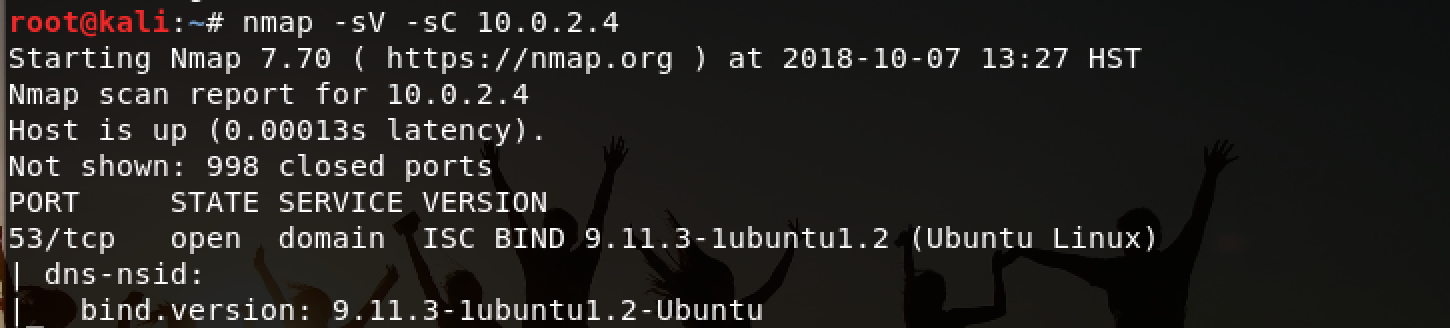 root@kali:~# nmap -sV -sC 10.0.2.4
Starting Nmap 7.70 ( https://nmap.org ) at 2018-10-07 13:27 HST
Nmap scan report for 10.0.2.4
Host is up (0.00013s latency).
Not shown: 998 closed ports
PORT     STATE SERVICE VERSION
53/tcp   open  domain  ISC BIND 9.11.3-1ubuntu1.2 (Ubuntu Linux)
| dns-nsid:
|_  bind.version: 9.11.3-1ubuntu1.2-Ubuntu